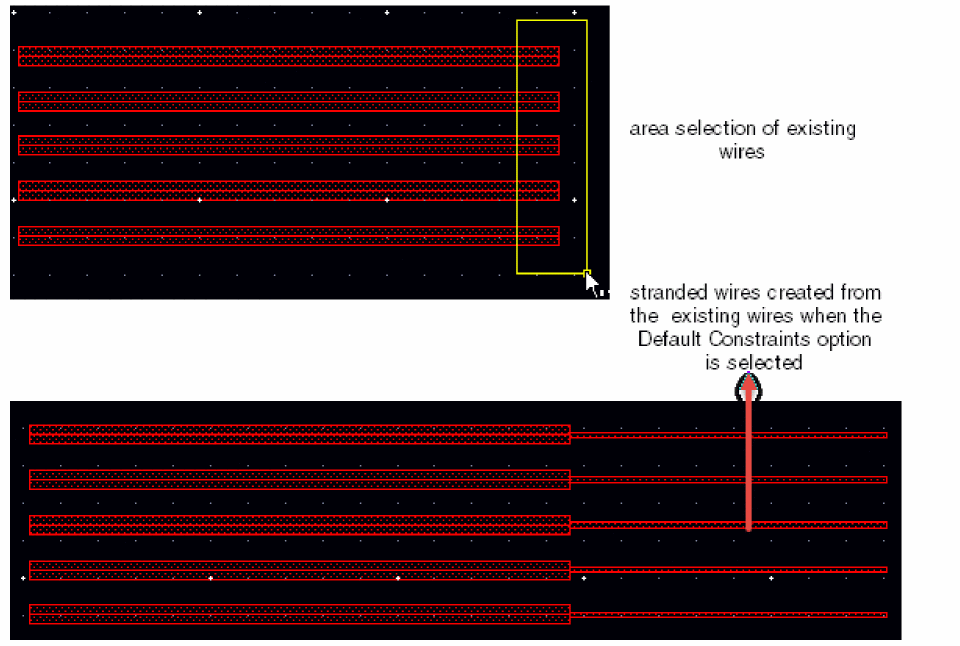 area selection of existing
wires
stranded wires created from
the existing wires when the
Default Constraints option
is selected